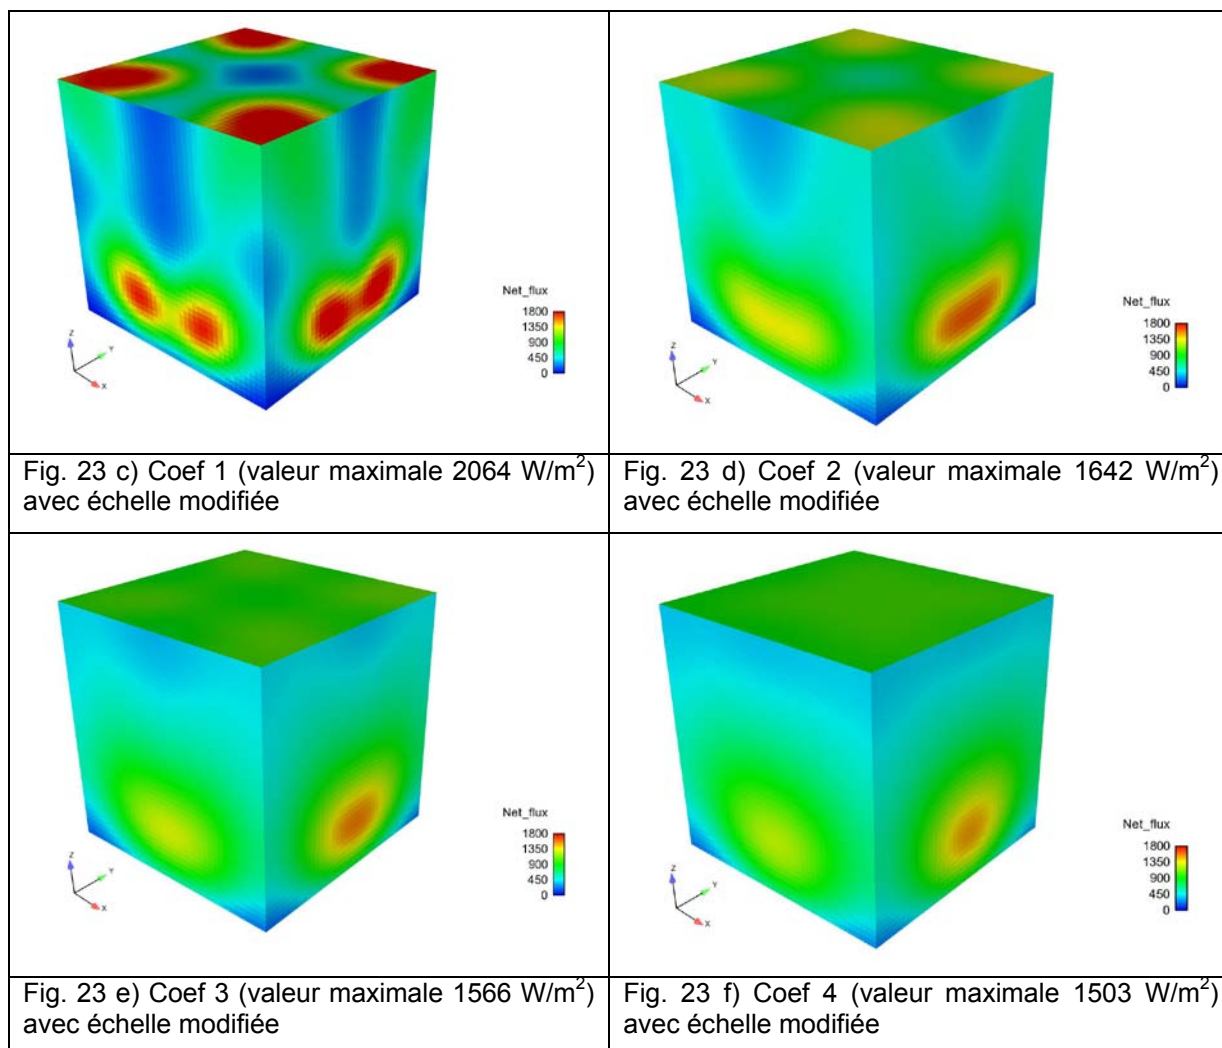 Net_flux
1800
1350
900
450
0
Z
Y
X
Net_flux
1800
1350
900
450
0
Z
Y
X
Fig. 23 c) Coef 1 (valeur maximale 2064 W/m²)
avec échelle modifiée
Fig. 23 d) Coef 2 (valeur maximale 1642 W/m²)
avec échelle modifiée
Net_flux
1800
1350
900
450
0
Z
Y
X
Net_flux
1800
1350
900
450
0
Z
Y
X
Fig. 23 e) Coef 3 (valeur maximale 1566 W/m²)
avec échelle modifiée
Fig. 23 f) Coef 4 (valeur maximale 1503 W/m²)
avec échelle modifiée